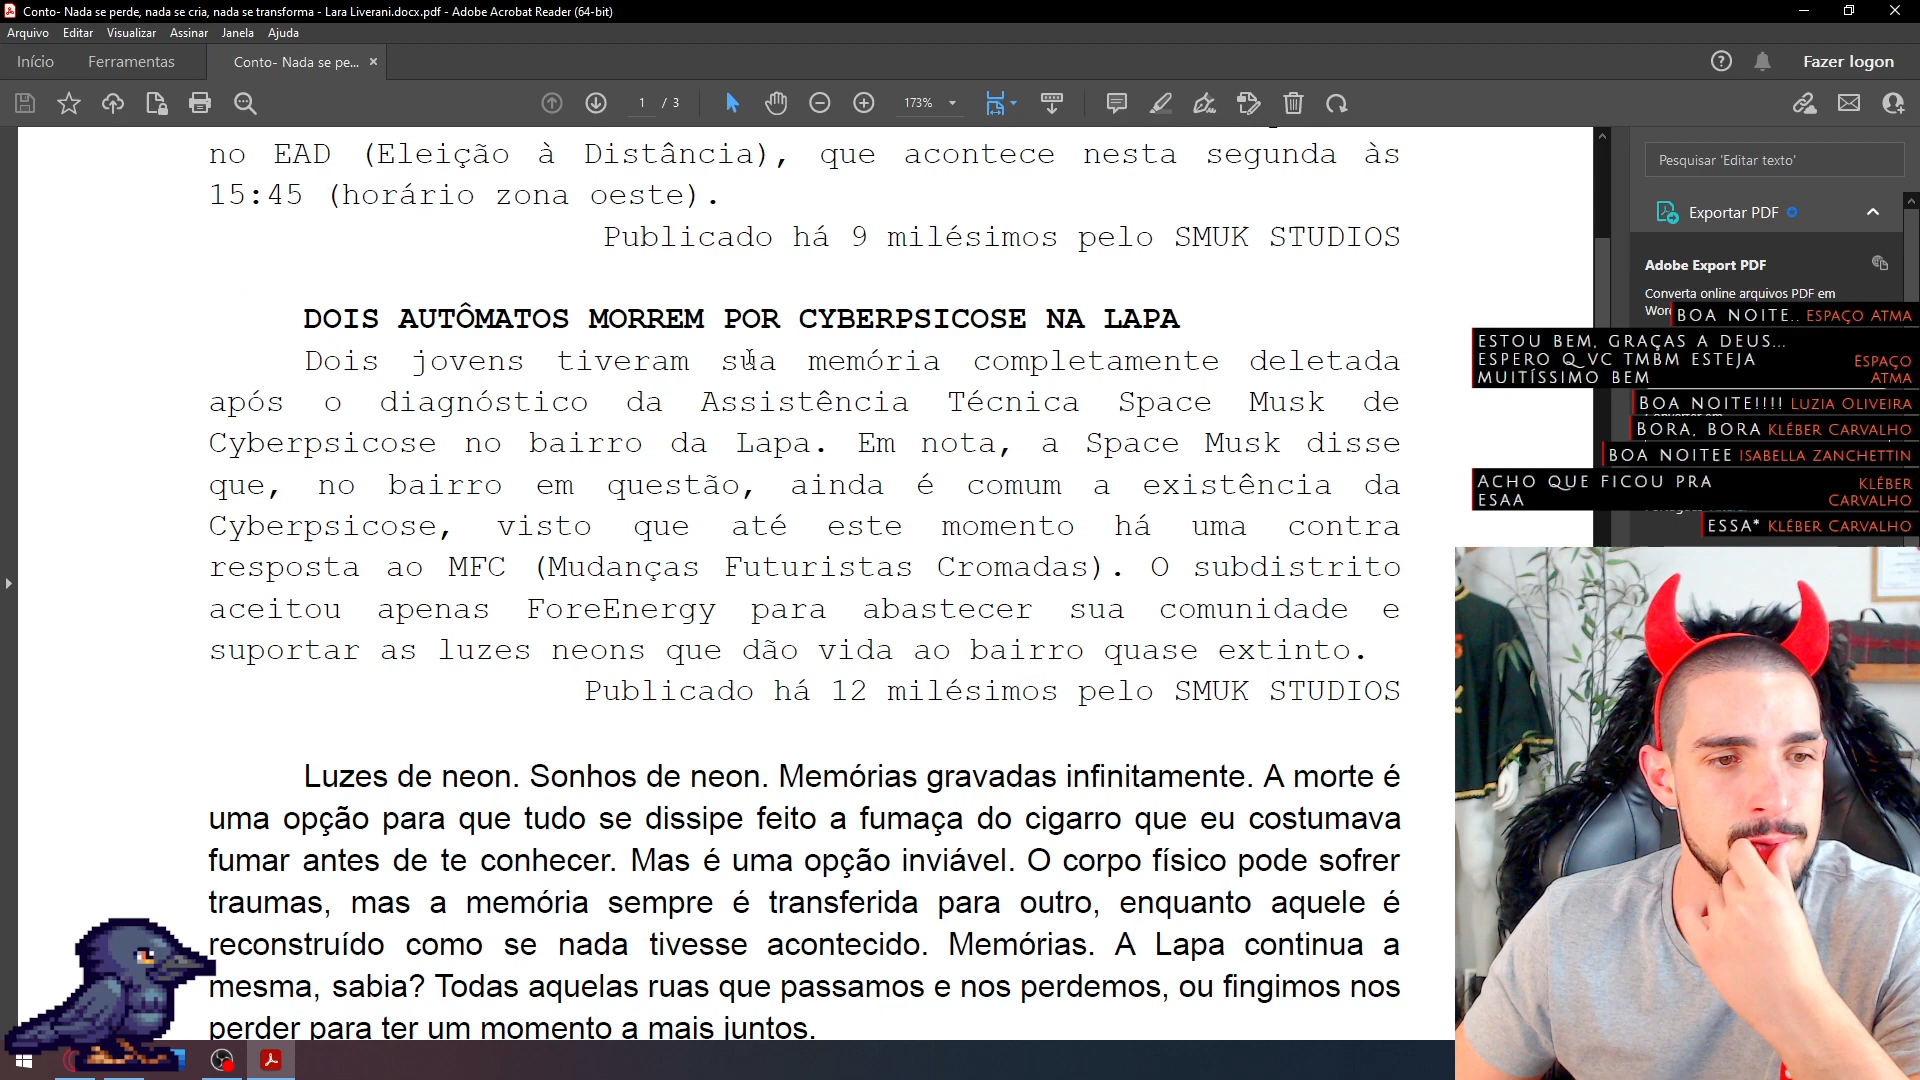 Conto- Nada se perde, nada se cria, nada se transforma - Lara Liverani.docx.pdf - Adobe Acrobat Reader (64-bit)
Arquivo Editar Visualizar Assinar Janela Ajuda
Início Ferramentas Conto- Nada se pe... × Fazer logon
1 / 3 173%
no EAD (Eleição à Distância), que acontece nesta segunda às
15:45 (horário zona oeste).
Publicado há 9 milésimos pelo SMUK STUDIOS
DOIS AUTÔMATOS MORREM POR CYBERPSICOSE NA LAPA
Dois jovens tiveram sua memória completamente deletada
após o diagnóstico da Assistência Técnica Space Musk de
Cyberpsicose no bairro da Lapa. Em nota, a Space Musk disse
que, no bairro em questão, ainda é comum a existência da
Cyberpsicose, visto que até este momento há uma contra
resposta ao MFC (Mudanças Futuristas Cromadas). O subdistrito
aceitou apenas ForeEnergy para abastecer sua comunidade e
suportar as luzes neons que dão vida ao bairro quase extinto.
Publicado há 12 milésimos pelo SMUK STUDIOS
Luzes de neon. Sonhos de neon. Memórias gravadas infinitamente. A morte é
uma opção para que tudo se dissipe feito a fumaça do cigarro que eu costumava
fumar antes de te conhecer. Mas é uma opção inviável. O corpo físico pode sofrer
traumas, mas a memória sempre é transferida para outro, enquanto aquele é
reconstruído como se nada tivesse acontecido. Memórias. A Lapa continua a
mesma, sabia? Todas aquelas ruas que passamos e nos perdemos, ou fingimos nos
perder para ter um momento a mais juntos.
Pesquisar 'Editar texto'
Exportar PDF
Adobe Export PDF
Converta online arquivos PDF em
BOA NOITE.. ESPAÇO ATMA
ESTOU BEM, GRAÇAS A DEUS...
ESPERO Q VC TMBM ESTEJA
MUITÍSSIMO BEM ESPAÇO
ATMA
BOA NOITE!!!! LUZIA OLIVEIRA
BORA, BORA KLÉBER CARVALHO
BOA NOITEE ISABELLA ZANCHETTIN
ACHO QUE FICOU PRA
ESAA KLÉBER
CARVALHO
ESSA* KLÉBER CARVALHO